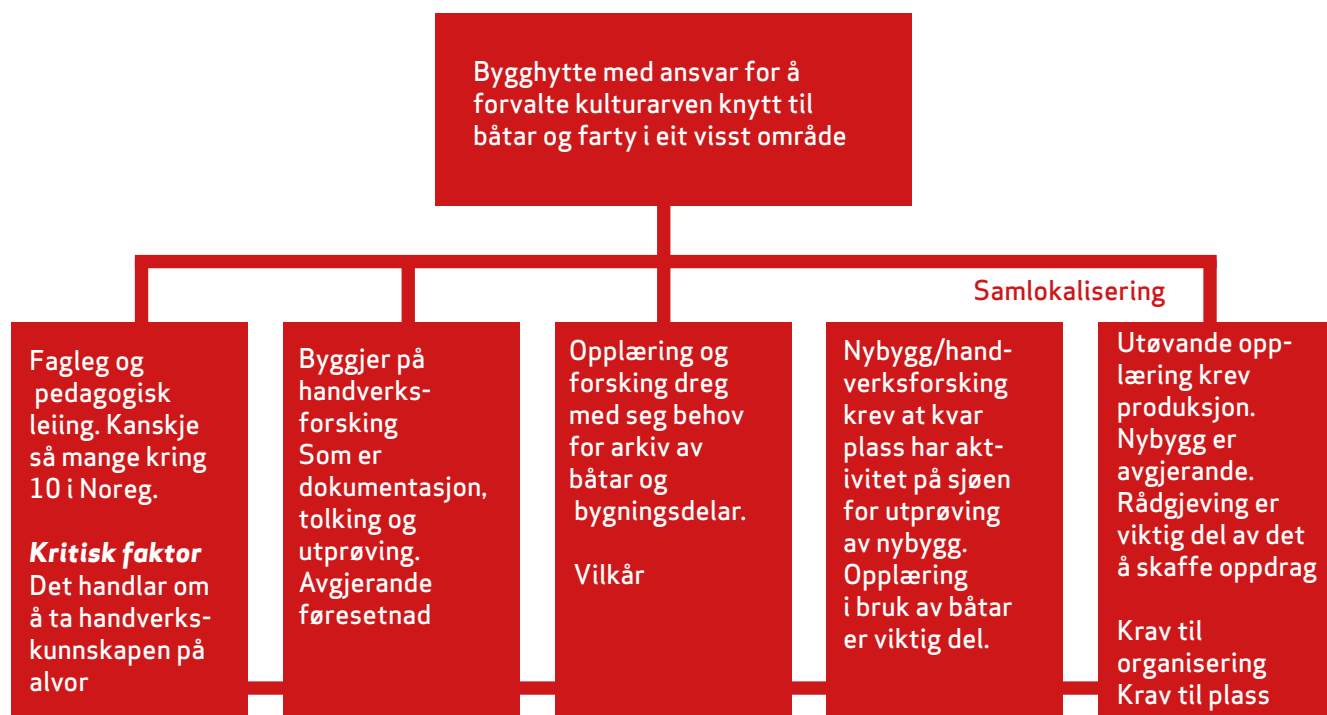 Bygghytte med ansvar for å
forvalte kulturarven knytt til
båtar og farty i eit visst område
Samlokalisering
Fagleg og
pedagogisk
leiing. Kanskje
så mange kring
10 i Noreg.
Kritisk faktor
Det handlar om
å ta handverks-
kunnskapen på
alvor
Byggjer på
handverks-
forsking
Som er
dokumentasjon,
tolking og
utprøving.
Avgjerande
føresetnad
Opplæring og
forsking dreg
med seg behov
for arkiv av
båtar og
bygningsdelar.
Vilkår
Nybygg/hand-
verksforsking
krev at kvar
plass har akt-
ivitet på sjøen
for utprøving
av nybygg.
Opplæring
i bruk av båtar
er viktig del.
Utøvande opp-
læring krev
produksjon.
Nybygg er
avgjerande.
Rådgjeving er
viktig del av det
å skaffe oppdrag
Krav til
organisering
Krav til plass